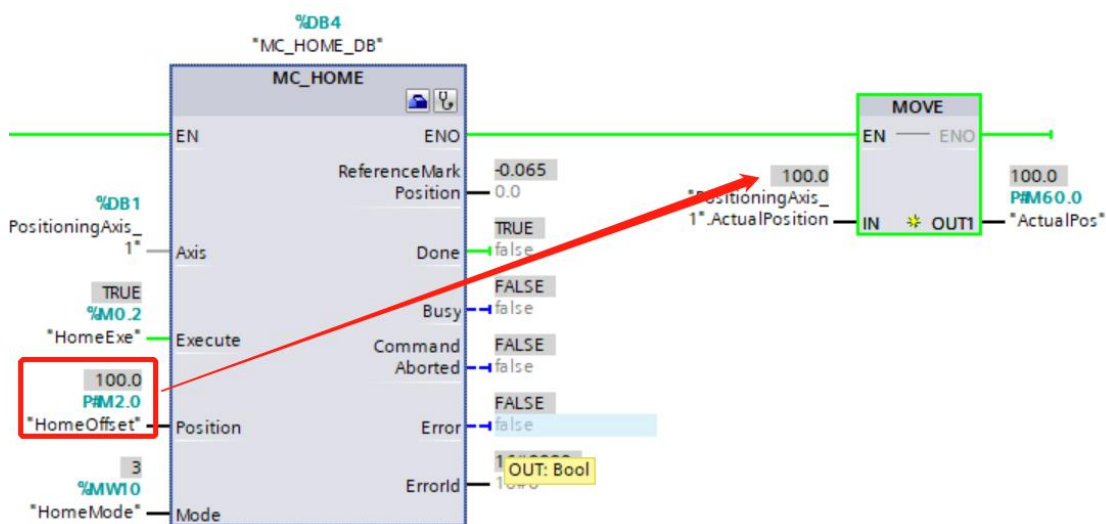 %DB4
"MC_HOME_DB"
MC_HOME
EN
ENO
ReferenceMark
Position
-0.065
0.0
%DB1
PositioningAxis_
1"
Axis
Done
TRUE
false
TRUE
%M0.2
"HomeExe"
Execute
Busy
FALSE
false
Command
Aborted
FALSE
false
100.0
P#M2.0
"HomeOffset"
Position
Error
FALSE
false
3
%MW10
"HomeMode"
Mode
ErrorId
OUT: Bool
MOVE
EN
ENO
100.0
"PositioningAxis_
1".ActualPosition
IN
OUT1
100.0
P#M60.0
"ActualPos"